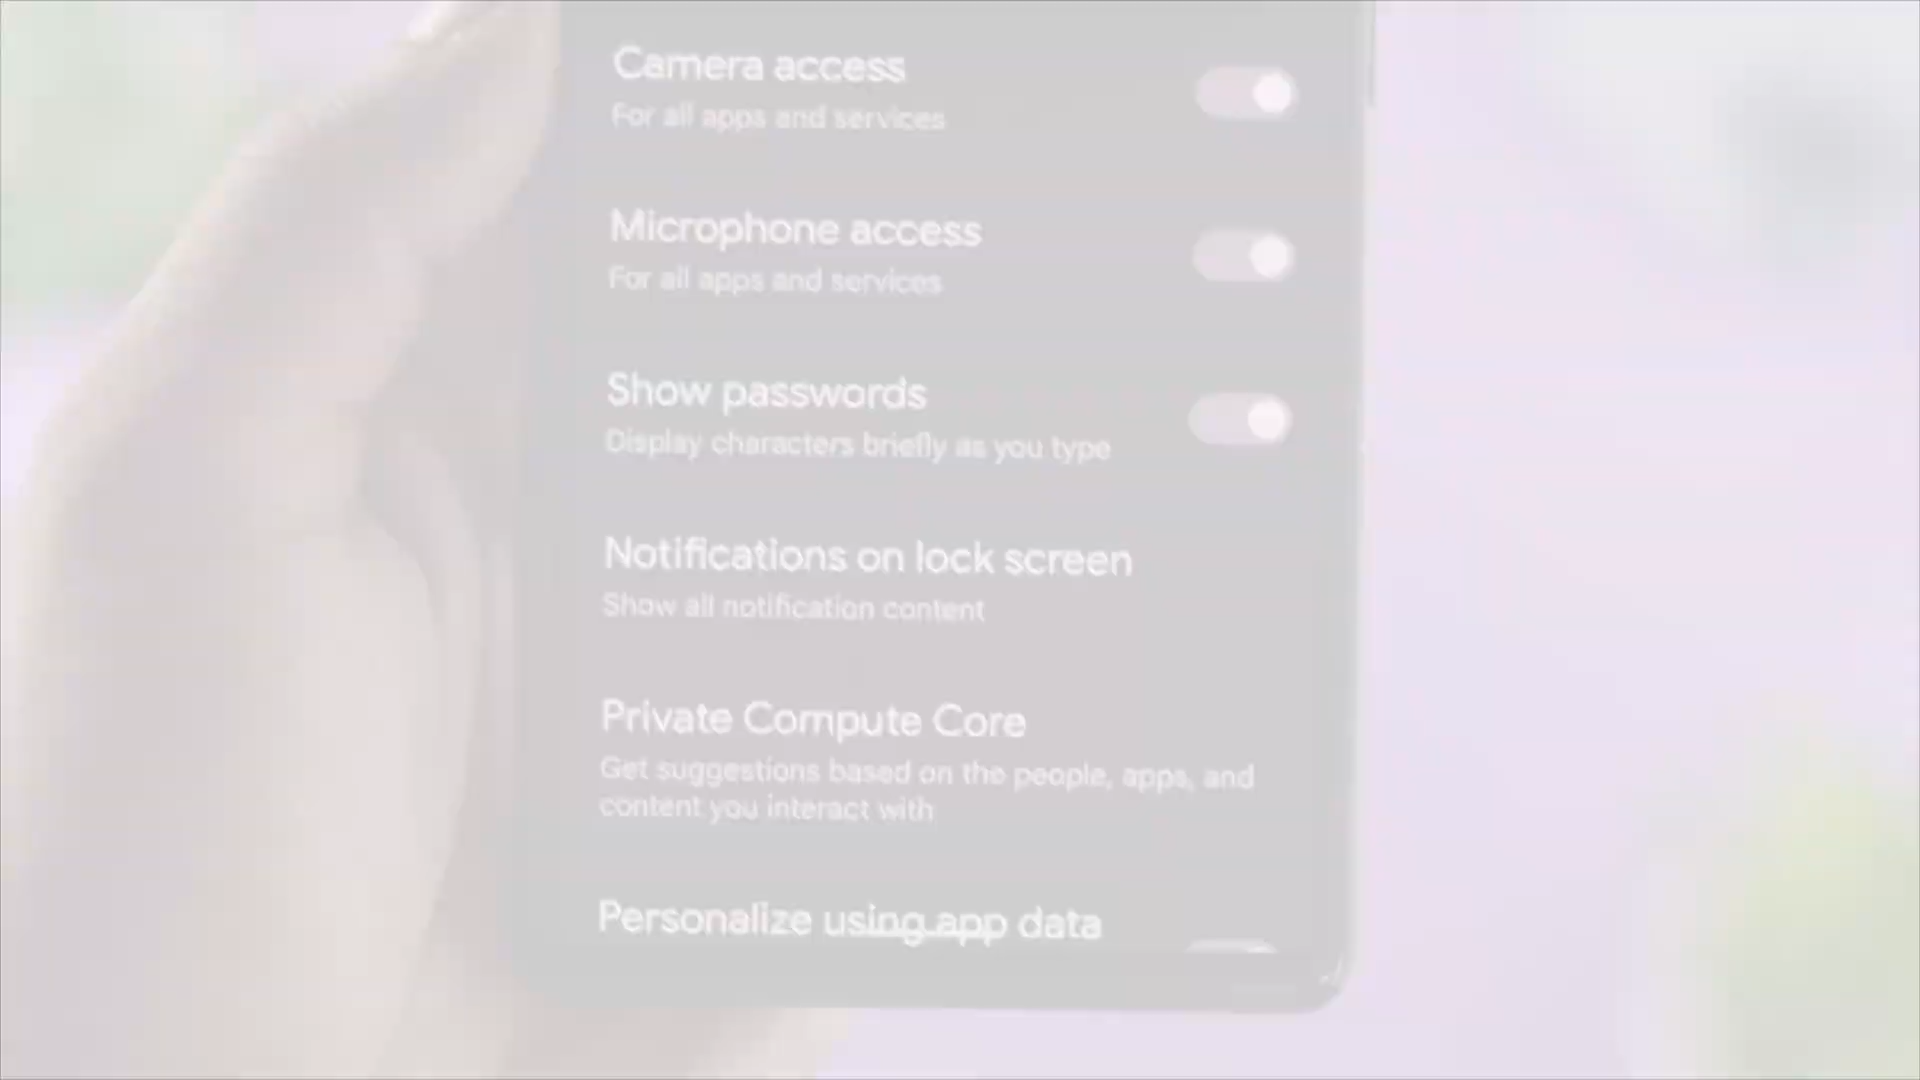 Camera access
For all apps and services
Microphone access
For all apps and services
Show passwords
Display characters briefly as you type
Notifications on lock screen
Show all notification content
Private Compute Core
Get suggestions based on the people, apps, and
content you interact with
Personalize using app data